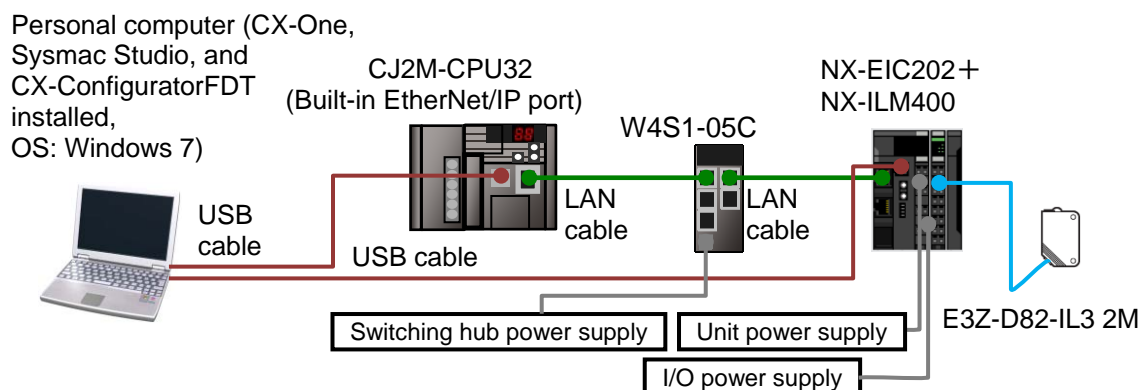 Personal computer (CX-One,
Sysmac Studio, and
CX-ConfiguratorFDT
installed,
OS: Windows 7)
CJ2M-CPU32
(Built-in EtherNet/IP port)
NX-EIC202＋
NX-ILM400
W4S1-05C
88
USB
cable
LAN
cable
LAN
cable
USB cable
E3Z-D82-IL3 2M
Switching hub power supply
Unit power supply
I/O power supply